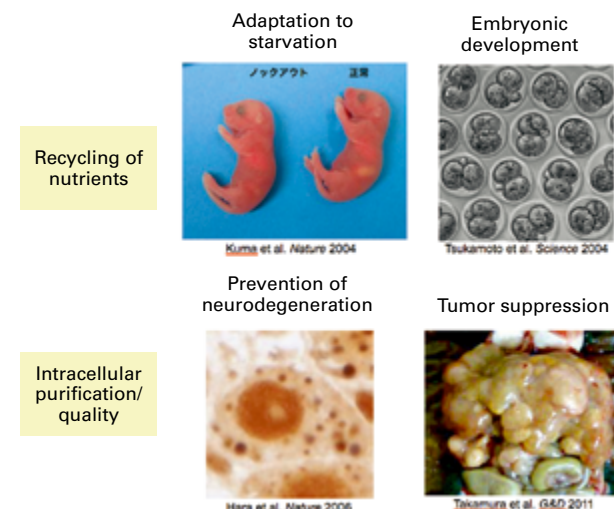 Adaptation to
starvation
Embryonic
development
ノックアウト 正常
Recycling of
nutrients
Kuma et al. Nature 2004
Tsukamoto et al. Science 2004
Prevention of
neurodegeneration
Tumor suppression
Intracellular
purification/
quality
Hara et al. Nature 2006
Takamura et al. G&D 2011